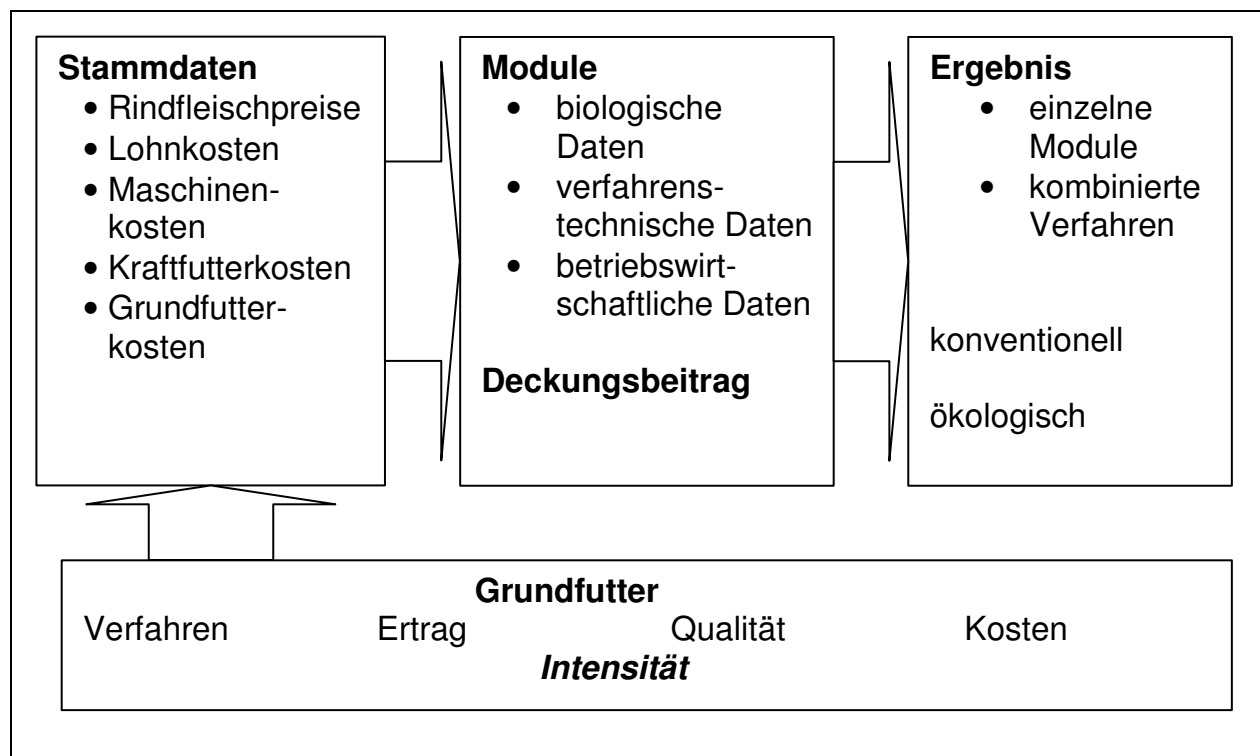 Stammdaten
• Rindfleischpreise
• Lohnkosten
• Maschinen-
kosten
• Kraftfutterkosten
• Grundfutter-
kosten
Module
• biologische
Daten
• verfahrens-
technische Daten
• betriebswirt-
schaftliche Daten
Deckungsbeitrag
Ergebnis
• einzelne
Module
• kombinierte
Verfahren
konventionell
ökologisch
Grundfutter
Verfahren Ertrag Qualität Kosten
Intensität